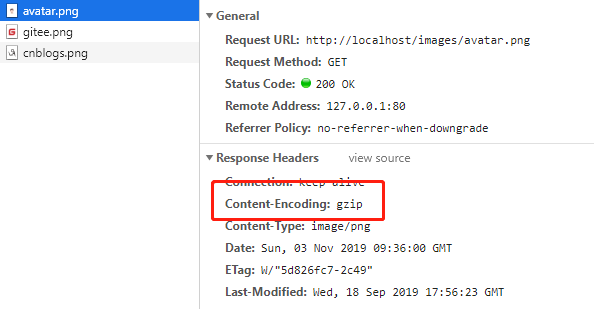 avatar.png
gitee.png
cnblogs.png
General
Request URL: http://localhost/images/avatar.png
Request Method: GET
Status Code: 200 OK
Remote Address: 127.0.0.1:80
Referrer Policy: no-referrer-when-downgrade
Response Headers view source
Connection: keep-alive
Content-Encoding: gzip
Content-Type: image/png
Date: Sun, 03 Nov 2019 09:36:00 GMT
ETag: W/"5d826fc7-2c49"
Last-Modified: Wed, 18 Sep 2019 17:56:23 GMT